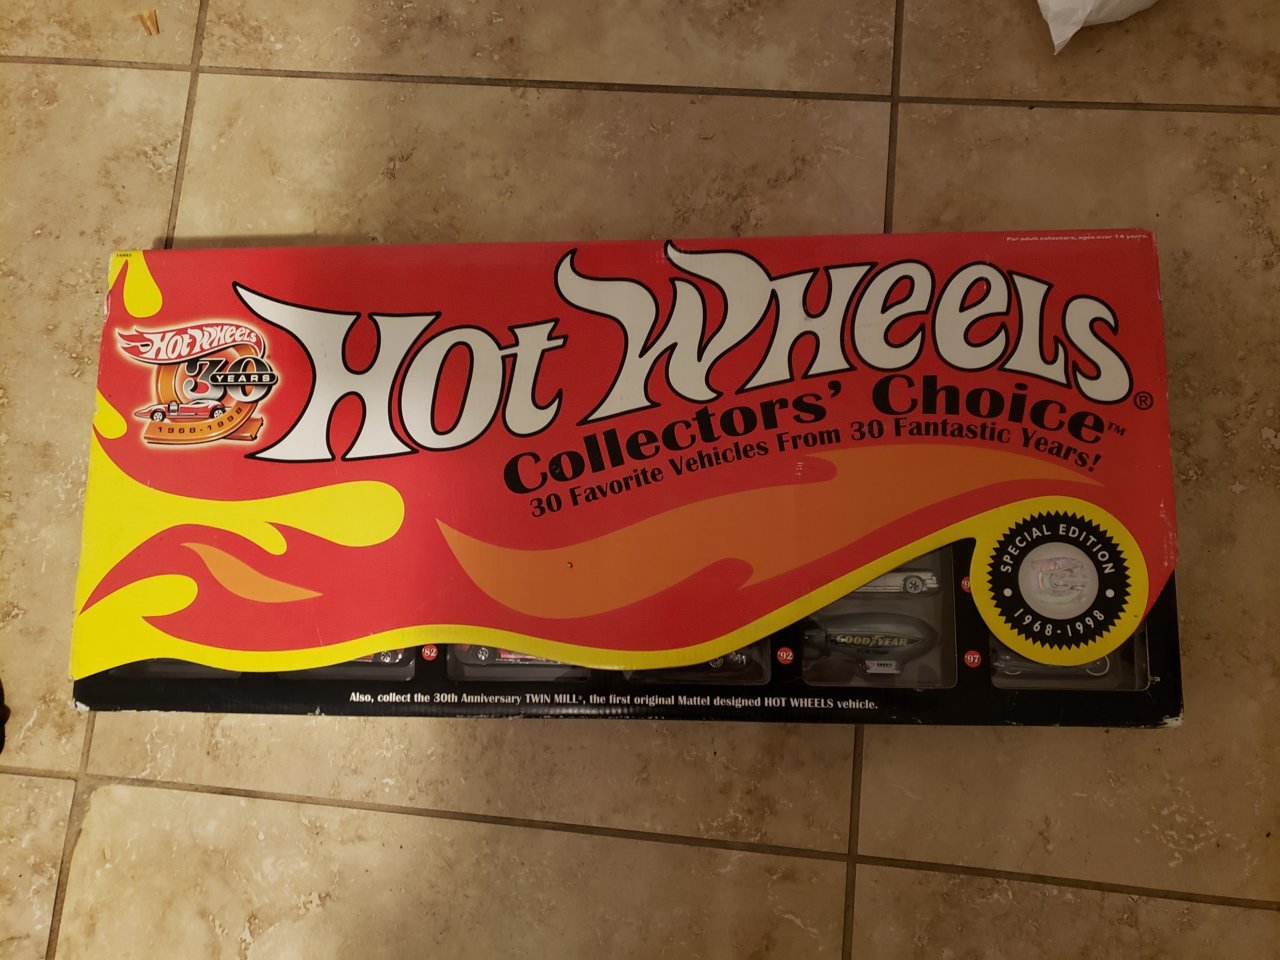 For adult collectors, ages over 14 years.
HOT WHEELS®
HOT WHEELS
30
YEARS
1968-1998
Collectors' Choice™
30 Favorite Vehicles From 30 Fantastic Years!
SPECIAL EDITION
1968-1998
GOODYEAR
'82
'92
'97
Also, collect the 30th Anniversary TWIN MILL®, the first original Mattel designed HOT WHEELS vehicle.